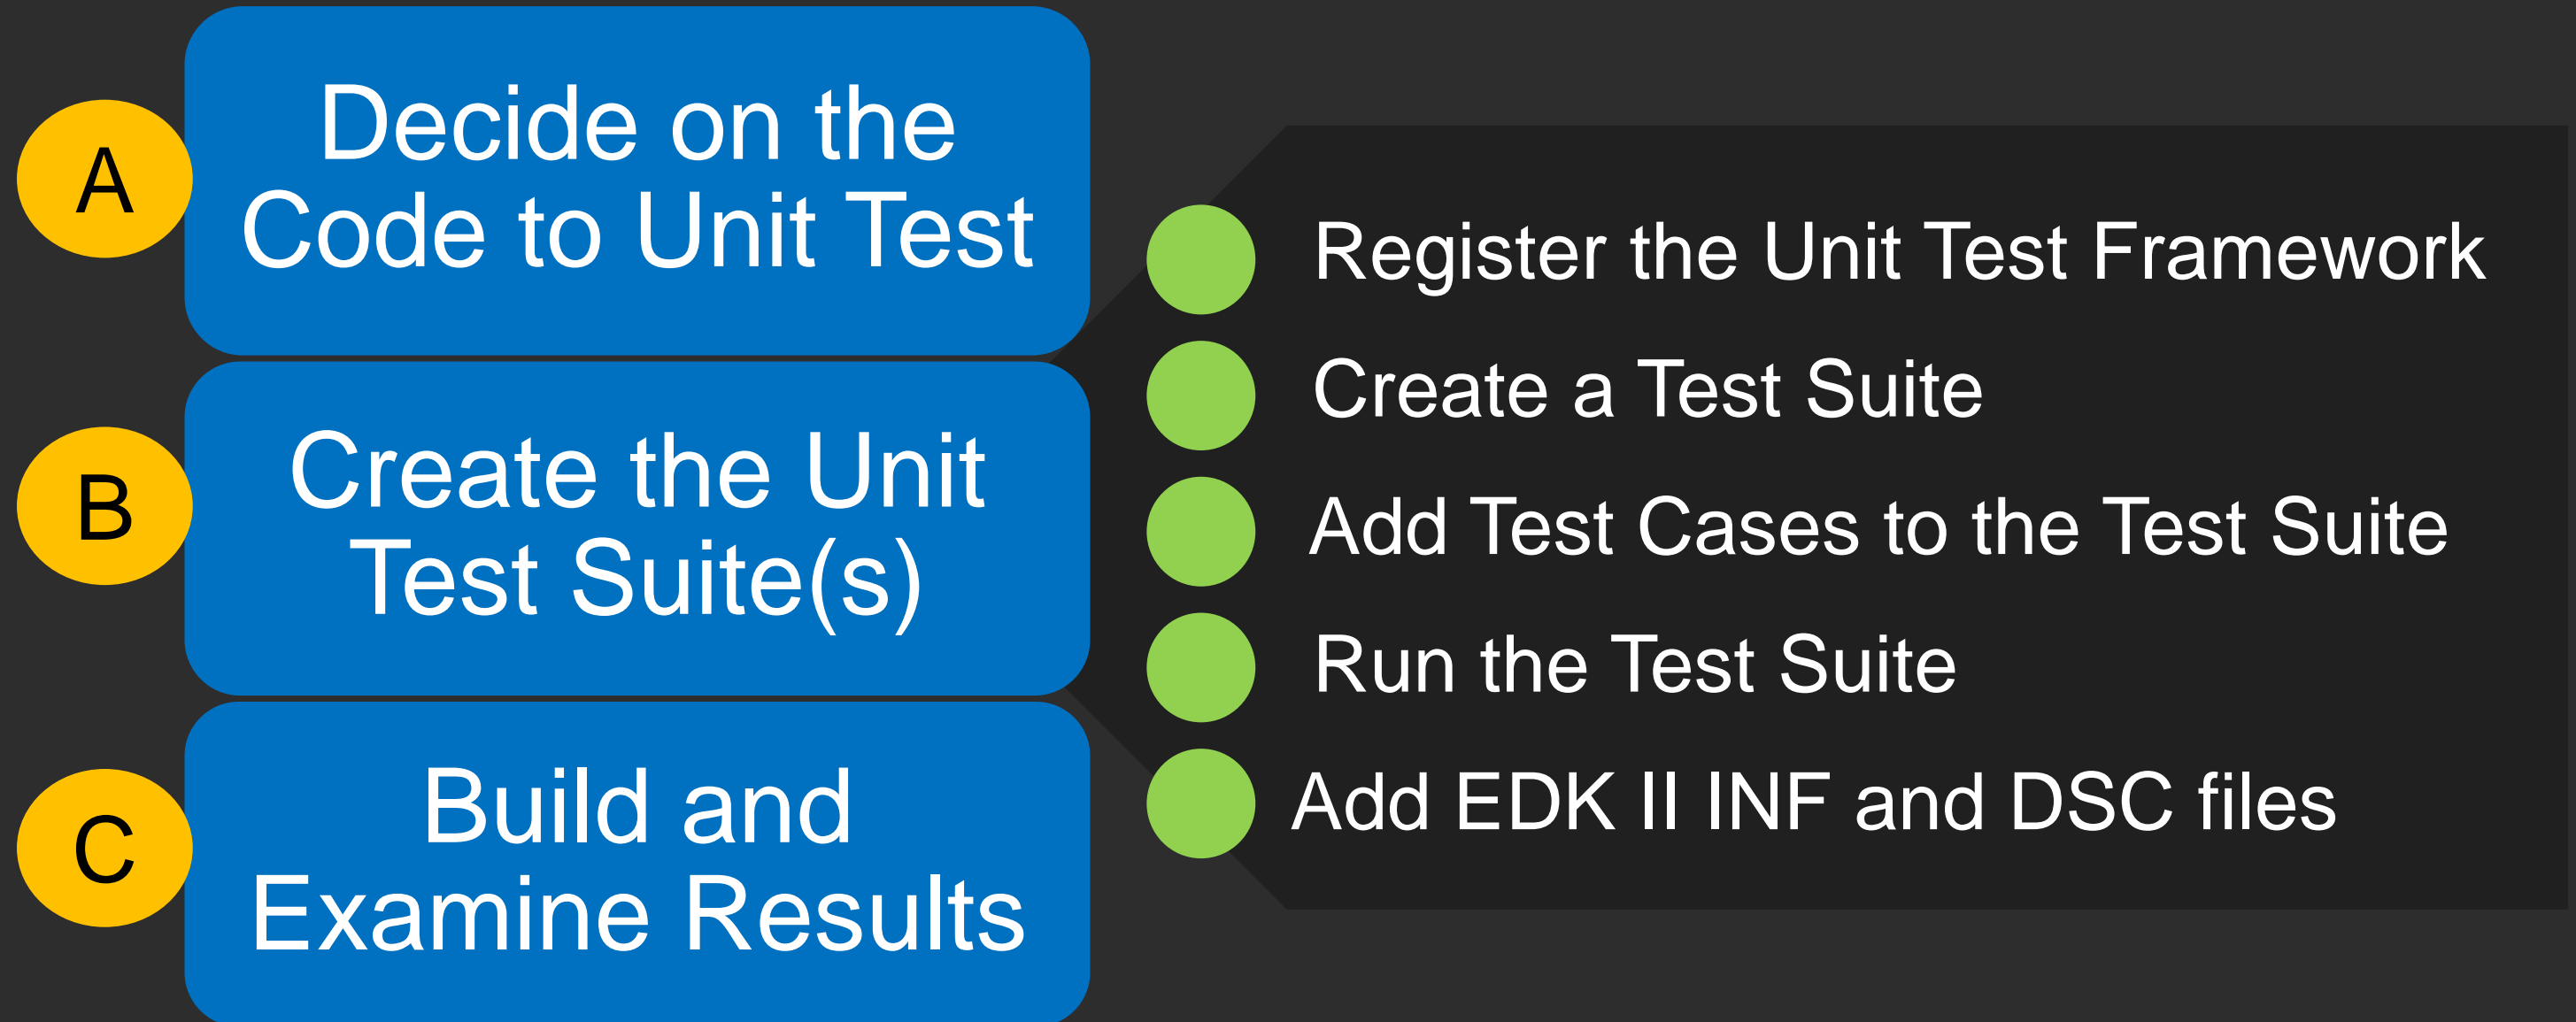 A
Decide on the
Code to Unit Test
B
Create the Unit
Test Suite(s)
C
Build and
Examine Results
Register the Unit Test Framework
Create a Test Suite
Add Test Cases to the Test Suite
Run the Test Suite
Add EDK II INF and DSC files